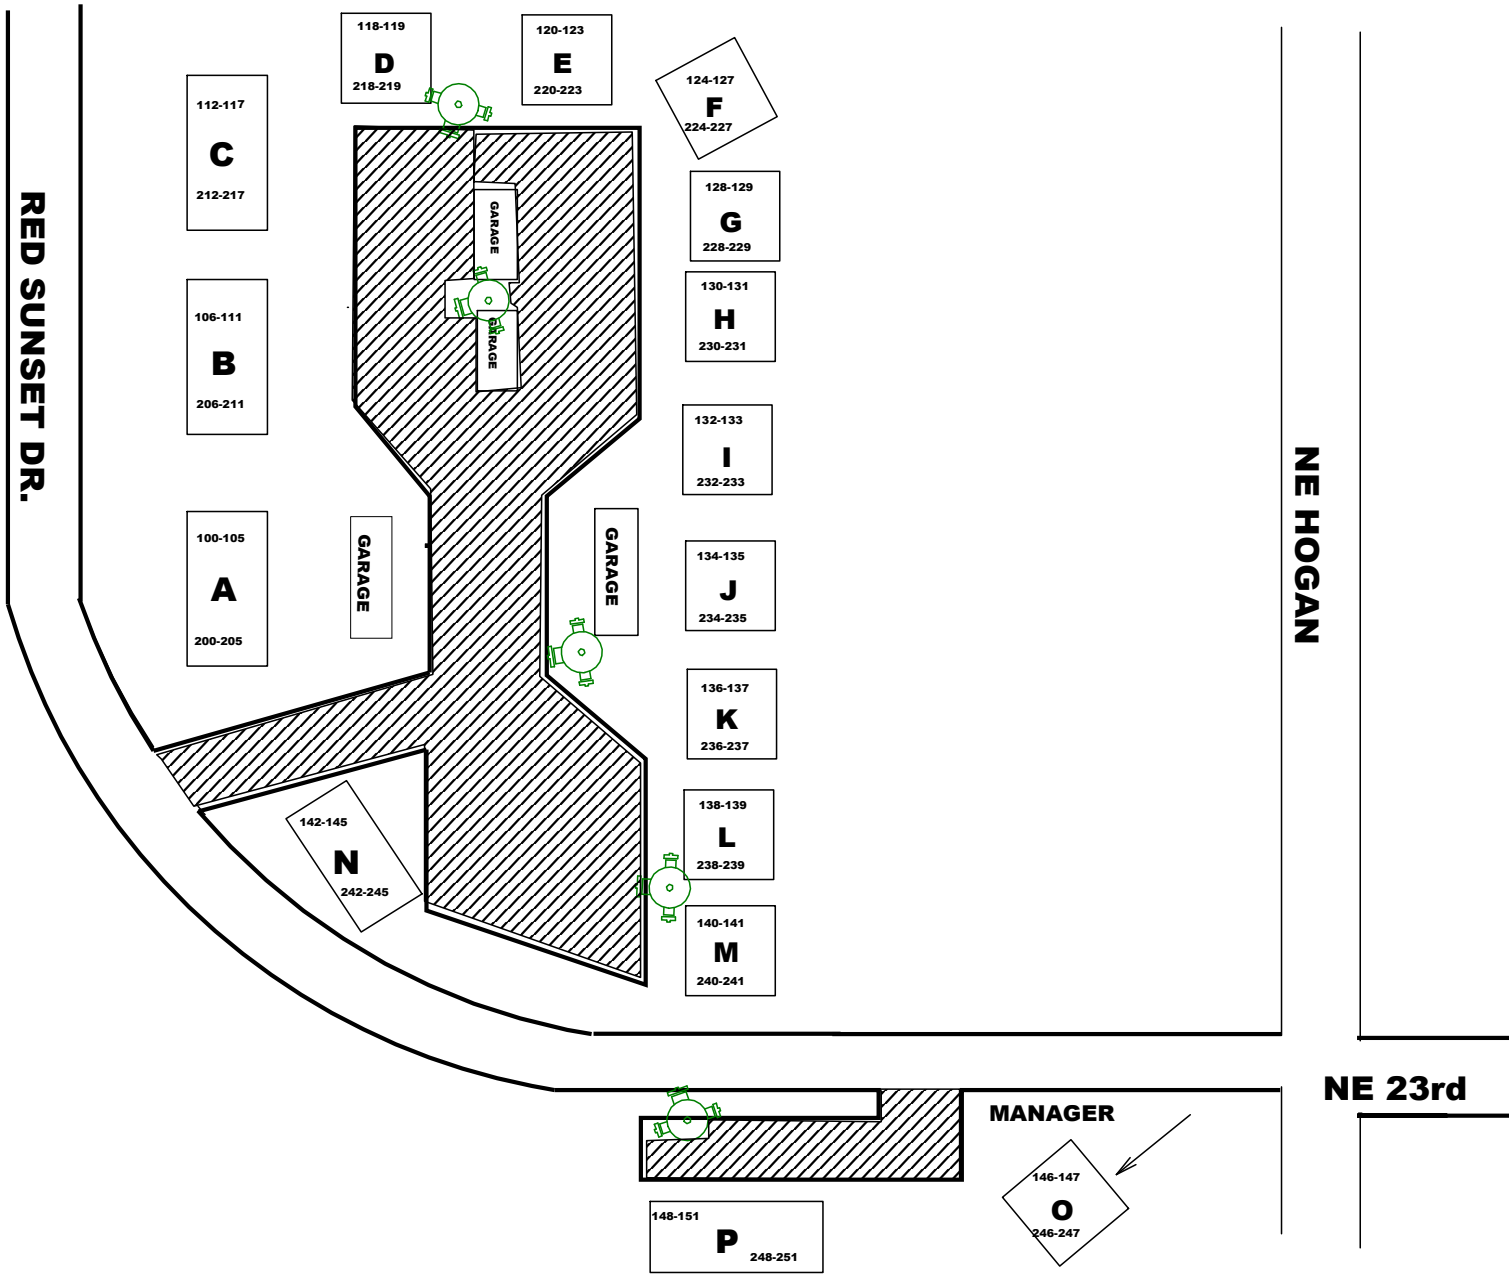 118-119
D
218-219
120-123
E
220-223
124-127
F
224-227
112-117
C
212-217
128-129
G
228-229
RED SUNSET DR.
GARAGE
130-131
H
230-231
106-111
B
206-211
GARAGE
132-133
I
232-233
NE HOGAN
100-105
A
200-205
GARAGE
GARAGE
134-135
J
234-235
136-137
K
236-237
138-139
L
238-239
142-145
N
242-245
140-141
M
240-241
NE 23rd
MANAGER
146-147
O
246-247
148-151
P
248-251